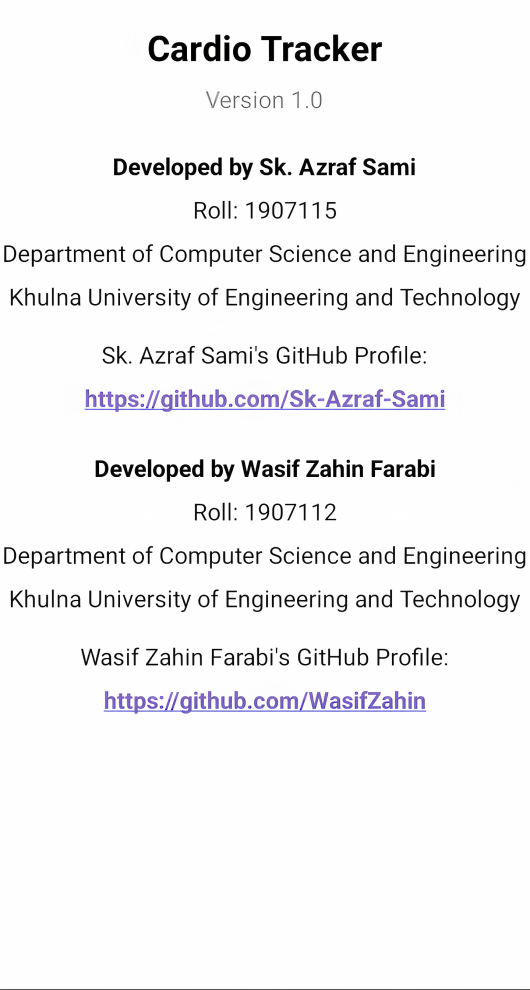 Cardio Tracker
Version 1.0
Developed by Sk. Azraf Sami
Roll: 1907115
Department of Computer Science and Engineering
Khulna University of Engineering and Technology
Sk. Azraf Sami's GitHub Profile:
https://github.com/Sk-Azraf-Sami
Developed by Wasif Zahin Farabi
Roll: 1907112
Department of Computer Science and Engineering
Khulna University of Engineering and Technology
Wasif Zahin Farabi's GitHub Profile:
https://github.com/WasifZahin